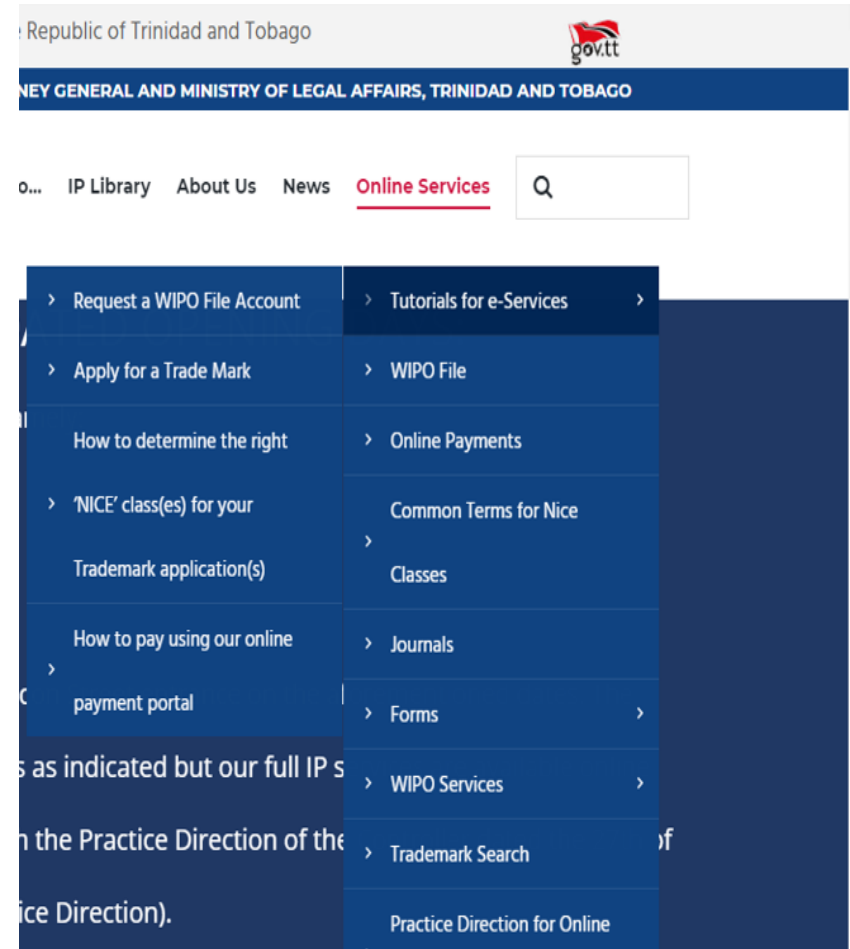 Republic of Trinidad and Tobago
gov.tt
NEY GENERAL AND MINISTRY OF LEGAL AFFAIRS, TRINIDAD AND TOBAGO
o... IP Library About Us News Online Services
Request a WIPO File Account
Apply for a Trade Mark
How to determine the right
'NICE' class(es) for your
Trademark application(s)
How to pay using our online
payment portal
Tutorials for e-Services
WIPO File
Online Payments
Common Terms for Nice
Classes
Journals
Forms
WIPO Services
Trademark Search
Practice Direction for Online
s as indicated but our full IP s
n the Practice Direction of the of
ice Direction).